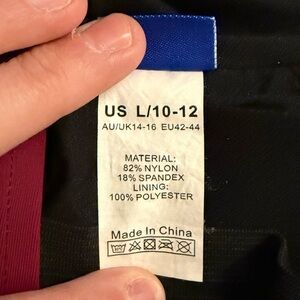 US L/10-12
AU/UK14-16 EU42-44
MATERIAL:
82% NYLON
18% SPANDEX
LINING:
100% POLYESTER
Made In China